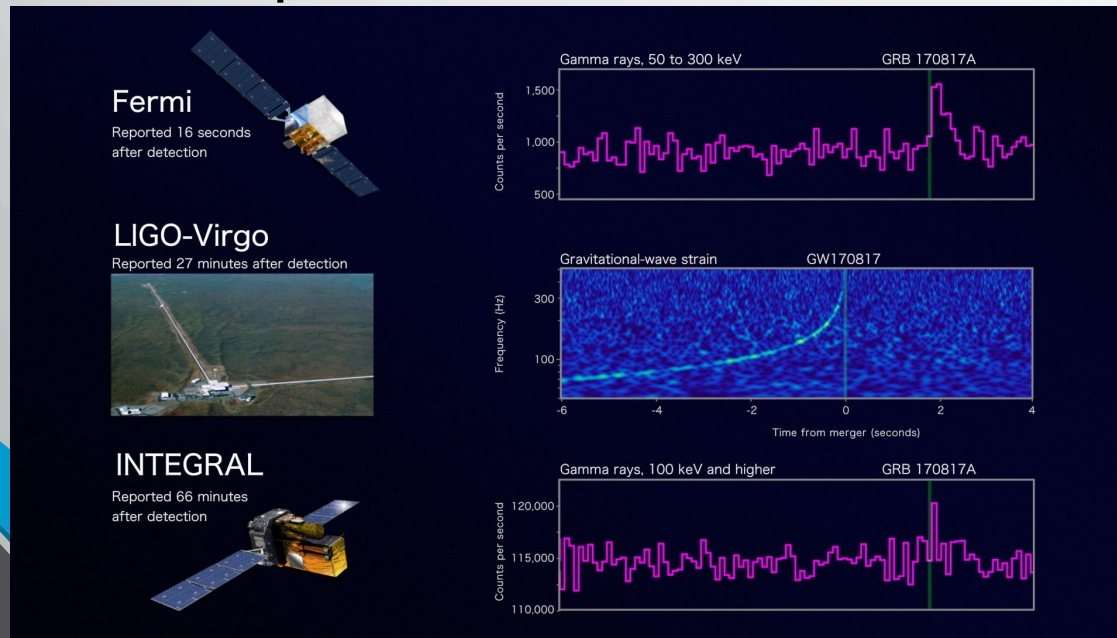 Fermi
Reported 16 seconds
after detection
Gamma rays, 50 to 300 keV
GRB 170817A
Counts per second
1,500
1,000
500
LIGO-Virgo
Reported 27 minutes after detection
Gravitational-wave strain
GW170817
Frequency (Hz)
300
100
-6
-4
-2
0
2
4
Time from merger (seconds)
INTEGRAL
Reported 66 minutes
after detection
Gamma rays, 100 keV and higher
GRB 170817A
Counts per second
120,000
115,000
110,000